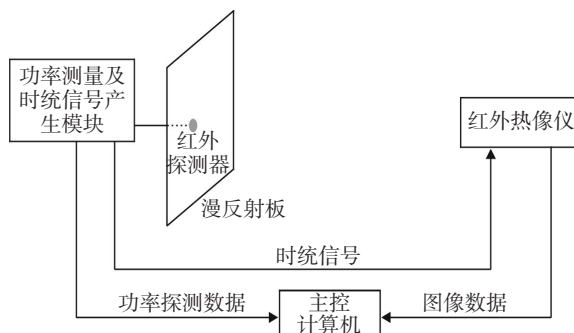 功率测量及
时统信号产
生模块
红外
探测器
漫反射板
红外热像仪
时统信号
功率探测数据
主控
计算机
图像数据